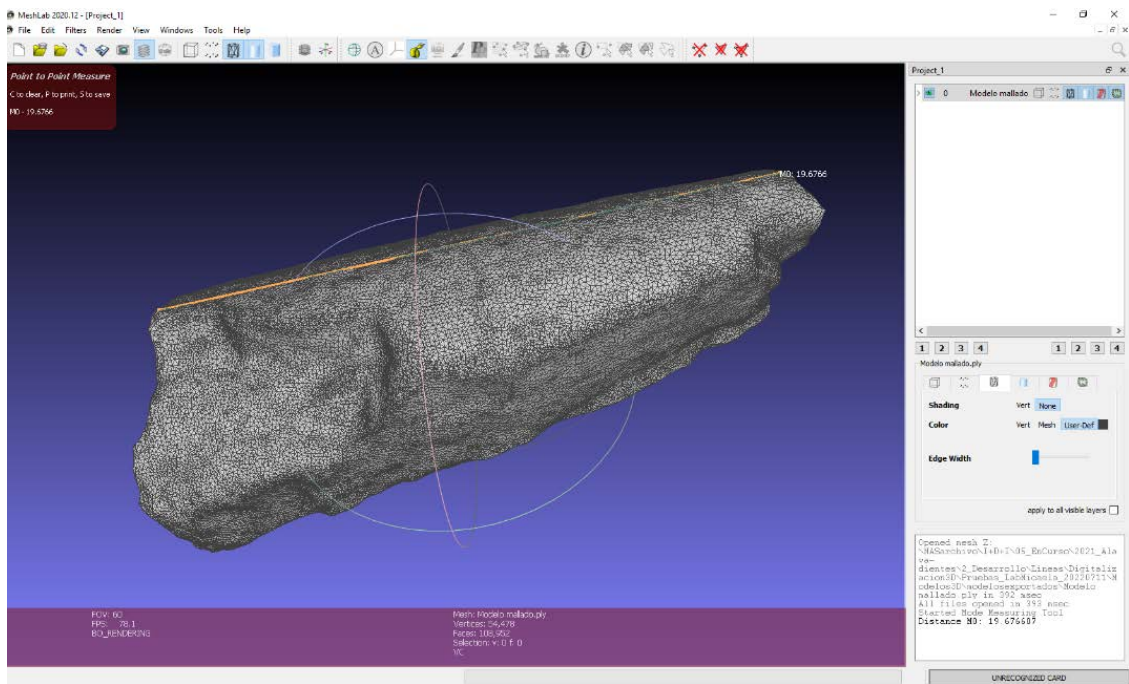 MeshLab 2020.12 - [Project_1]
File Edit Filters Render View Windows Tools Help
Point to Point Measure
C to clear, P to print, S to save
M0 - 19.6766
M0: 19.6766
Project_1
0 Modelo mallado
1 2 3 4 1 2 3 4
Modelo mallado.ply
Shading Vert None
Color Vert Mesh User-Def
Edge Width
apply to all visible layers
Opened mesh Z:
\NASarchivo\I+D+I\05_EnCurso\2021_Ala
va-
dientes\2_Desarrollo\Lineas\Digitaliz
acion3D\Pruebas_LabMicasia_20220711\M
odelos3D\modelosexportados\Modelo
mallado.ply in 392 msec
All files opened in 393 msec
Started Mode Measuring Tool
Distance M0: 19.676607
FOV: 60
FPS: 78.1
BO_RENDERING
Mesh: Modelo mallado.ply
Vertices: 54,478
Faces: 108,952
Selection: v: 0 f: 0
VC
UNRECOGNIZED CARD